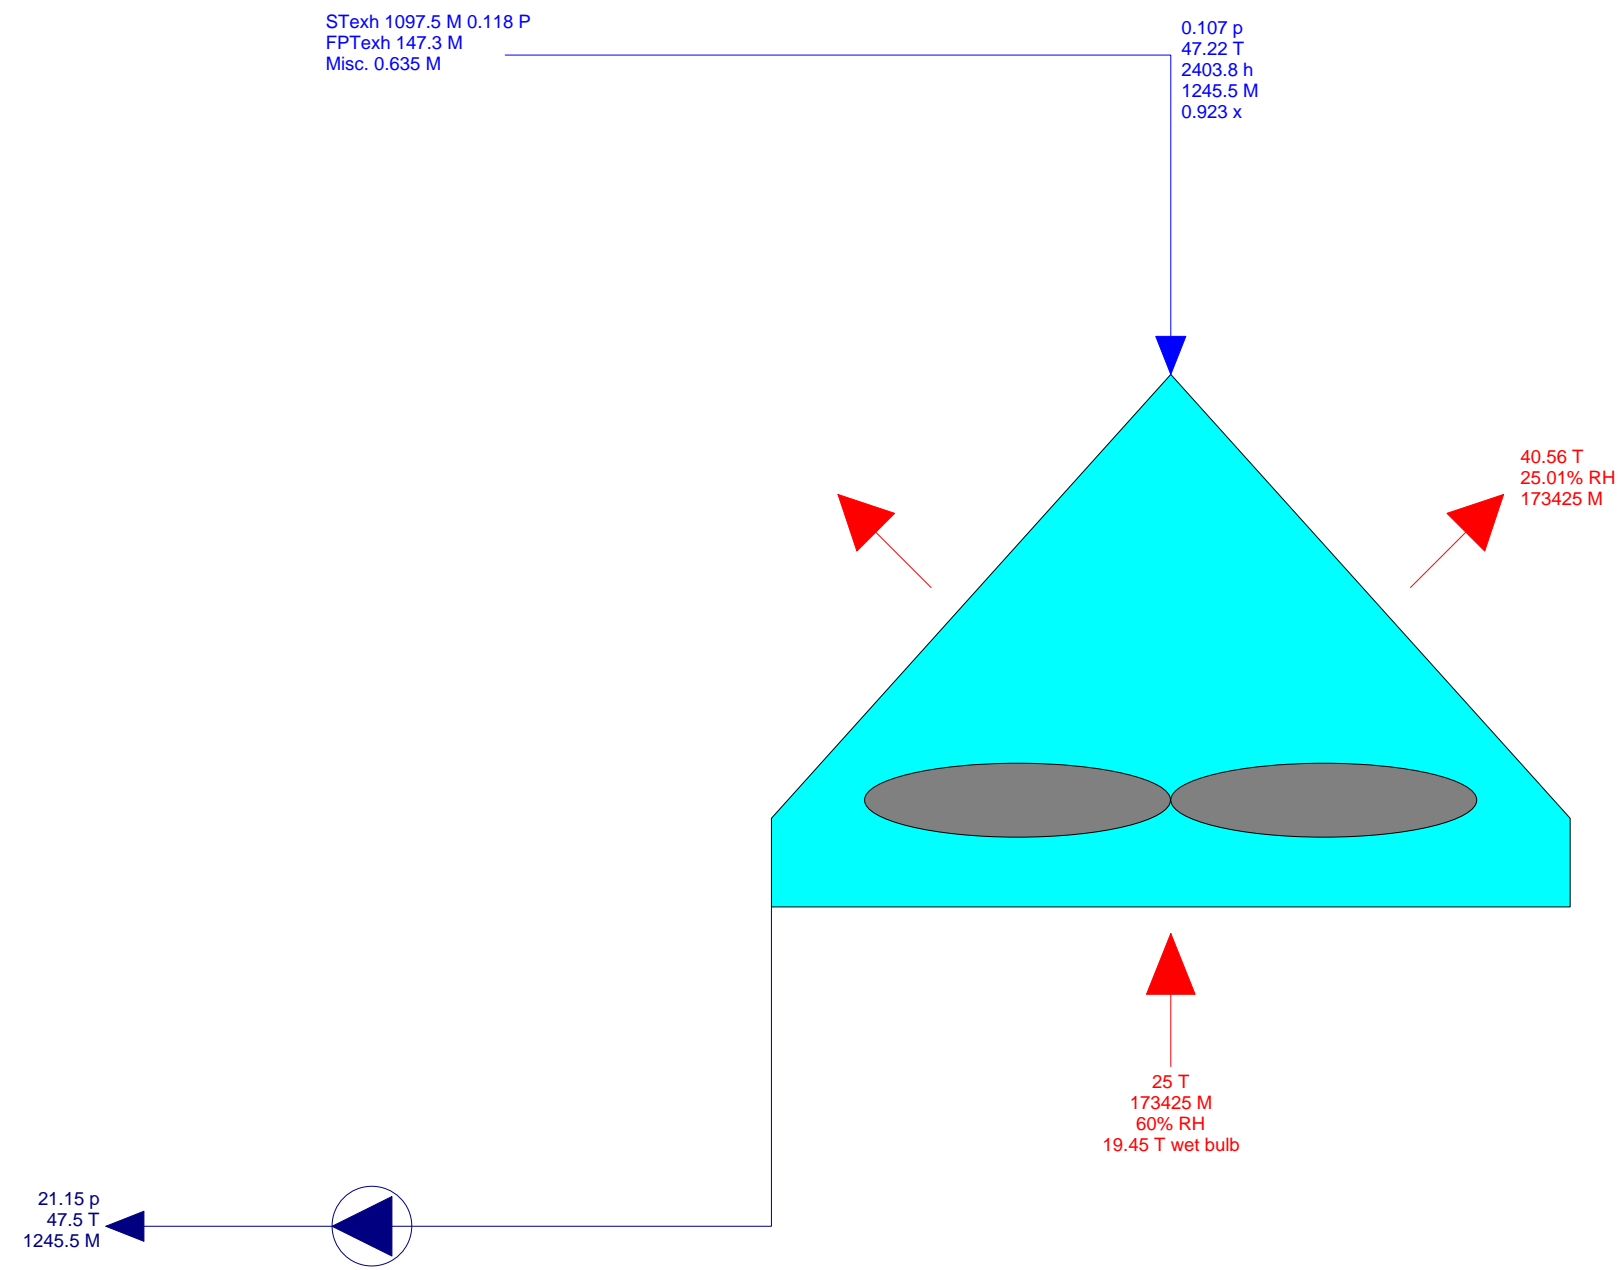 STexh 1097.5 M 0.118 P
FPTexh 147.3 M
Misc. 0.635 M
0.107 p
47.22 T
2403.8 h
1245.5 M
0.923 x
40.56 T
25.01% RH
173425 M
25 T
173425 M
60% RH
19.45 T wet bulb
21.15 p
47.5 T
1245.5 M